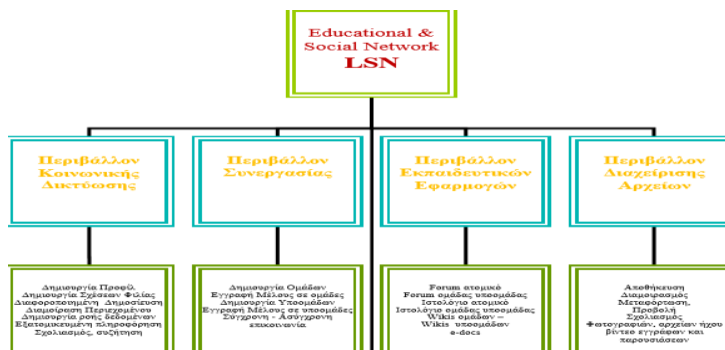 Educational &
Social Network
LSN
Περιβάλλον
Κοινωνικής
Δικτύωσης
Περιβάλλον
Συνεργασίας
Περιβάλλον
Εκπαιδευτικών
Εφαρμογών
Περιβάλλον
Διαχείρισης
Αρχείων
Δημιουργία Προφίλ
Δημιουργία Σχέσεων Φιλίας
Διαφοροποιημένη Δημοσίευση
Διαμοίραση Περιεχομένου
Δημιουργία ροής δεδομένων
Εξατομικευμένη πληροφόρηση
Σχολιασμός, συζήτηση
Δημιουργία Ομάδων
Εγγραφή Μέλους σε ομάδες
Δημιουργία Υποομάδων
Εγγραφή Μέλους σε υποομάδες
Σύγχρονη - Ασύγχρονη
επικοινωνία
Forum ατομικό
Forum ομάδας υποομάδας
Ιστολόγιο ατομικό
Ιστολόγιο ομάδας υποομάδας
Wikis ομάδων –
Wikis υποομάδων
e-docs
Αποθήκευση
Διαμοιρασμός
Μεταφόρτωση,
Προβολή
Σχολιασμός
Φωτογραφιών, αρχείων ήχου
βίντεο εγγράφων και
παρουσιάσεων